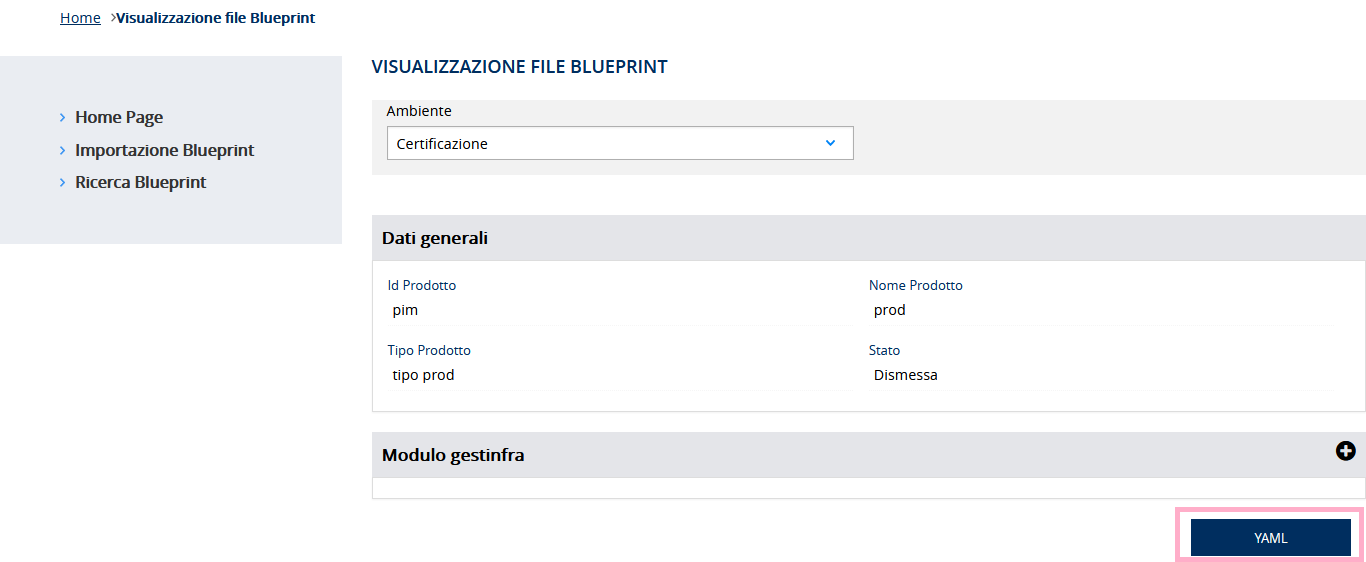 Home >Visualizzazione file Blueprint
Home Page
Importazione Blueprint
Ricerca Blueprint
VISUALIZZAZIONE FILE BLUEPRINT
Ambiente
Certificazione
Dati generali
Id Prodotto
pim
Nome Prodotto
prod
Tipo Prodotto
tipo prod
Stato
Dismessa
Modulo gestinfra
YAML